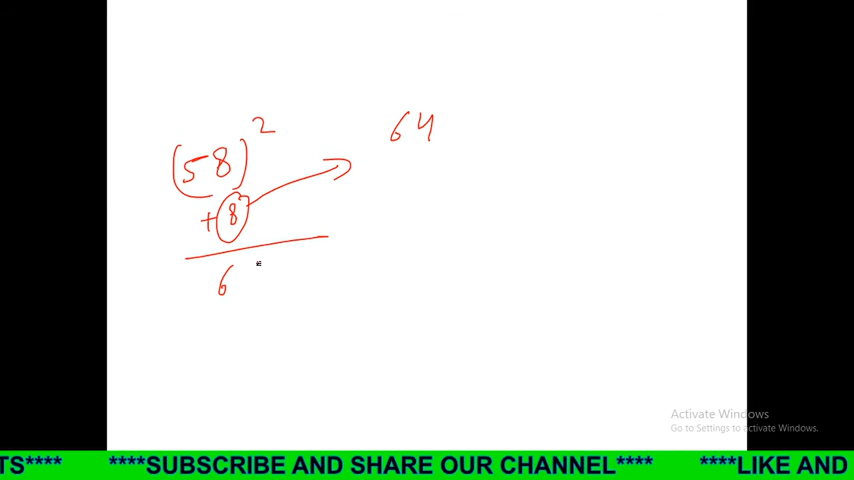 (58)² 64
+8
6
Activate Windows
Go to Settings to activate Windows.
TS**** ****SUBSCRIBE AND SHARE OUR CHANNEL**** ****LIKE AND